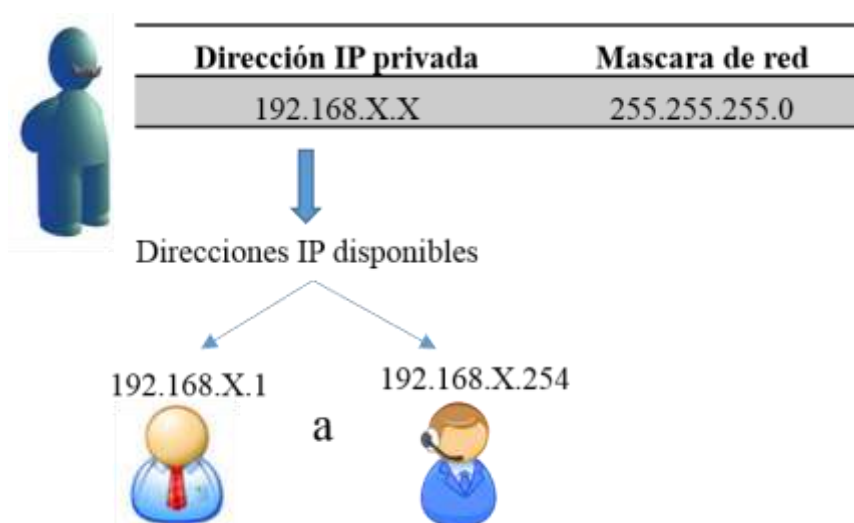 Dirección IP privada Mascara de red
192.168.X.X 255.255.255.0
Direcciones IP disponibles
192.168.X.1 192.168.X.254
a